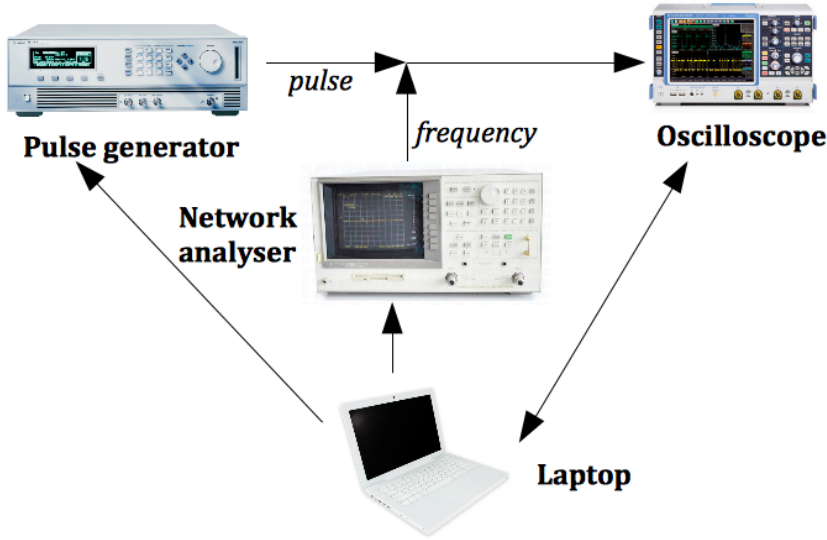 pulse
Pulse generator
frequency
Oscilloscope
Network
analyser
Laptop